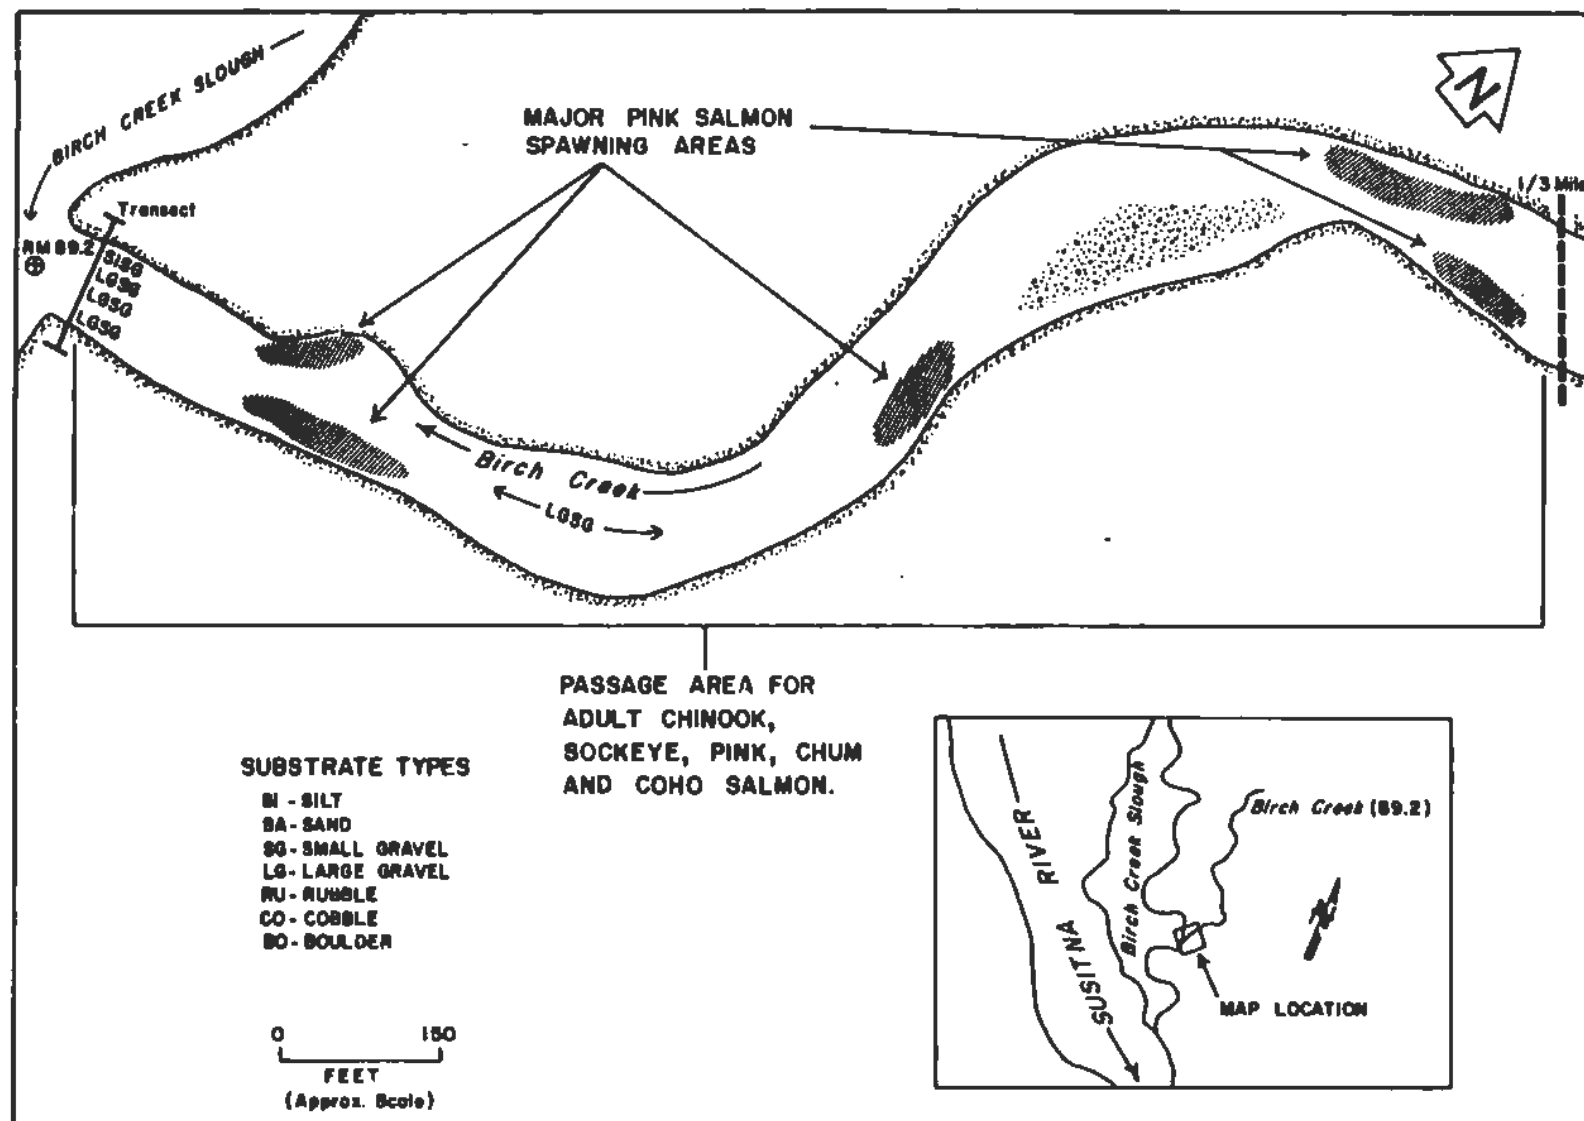 BIRCH CREEK SLOUGH
MAJOR PINK SALMON
SPAWNING AREAS
N
1/3 Mile
Transect
RM 89.2
SISG
LGSG
LGSG
LGSG
Birch Creek
LGSG
PASSAGE AREA FOR
ADULT CHINOOK,
SOCKEYE, PINK, CHUM
AND COHO SALMON.
SUBSTRATE TYPES
SI - SILT
SA - SAND
SG - SMALL GRAVEL
LG - LARGE GRAVEL
RU - RUBBLE
CO - COBBLE
BO - BOULDER
0 150
FEET
(Approx. Scale)
SUSITNA RIVER
Birch Creek Slough
Birch Creek (89.2)
N
MAP LOCATION